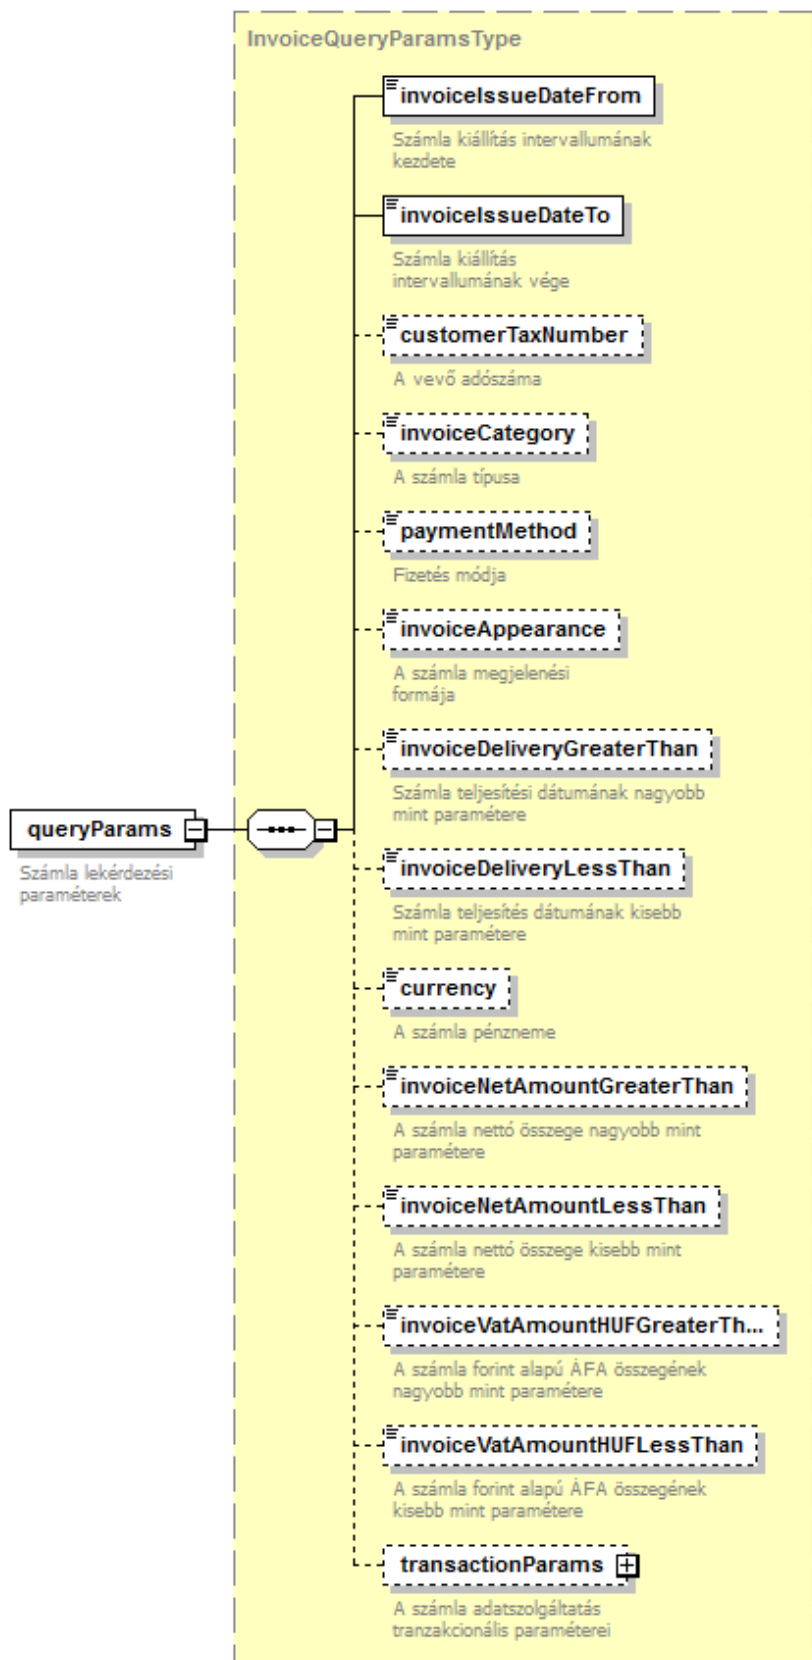 InvoiceQueryParamsType
invoiceIssueDateFrom
Számla kiállítás intervallumának
kezdete
invoiceIssueDateTo
Számla kiállítás
intervallumának vége
customerTaxNumber
A vevő adószáma
invoiceCategory
A számla típusa
paymentMethod
Fizetés módja
invoiceAppearance
A számla megjelenési
formája
invoiceDeliveryGreaterThan
Számla teljesítési dátumának nagyobb
mint paramétere
queryParams
Számla lekérdezési
paraméterek
invoiceDeliveryLessThan
Számla teljesítés dátumának kisebb
mint paramétere
currency
A számla pénzneme
invoiceNetAmountGreaterThan
A számla nettó összege nagyobb mint
paramétere
invoiceNetAmountLessThan
A számla nettó összege kisebb mint
paramétere
invoiceVatAmountHUFGreaterTh...
A számla forint alapú ÁFA összegének
nagyobb mint paramétere
invoiceVatAmountHUFLessThan
A számla forint alapú ÁFA összegének
kisebb mint paramétere
transactionParams
A számla adatszolgáltatás
tranzakcionális paraméterei